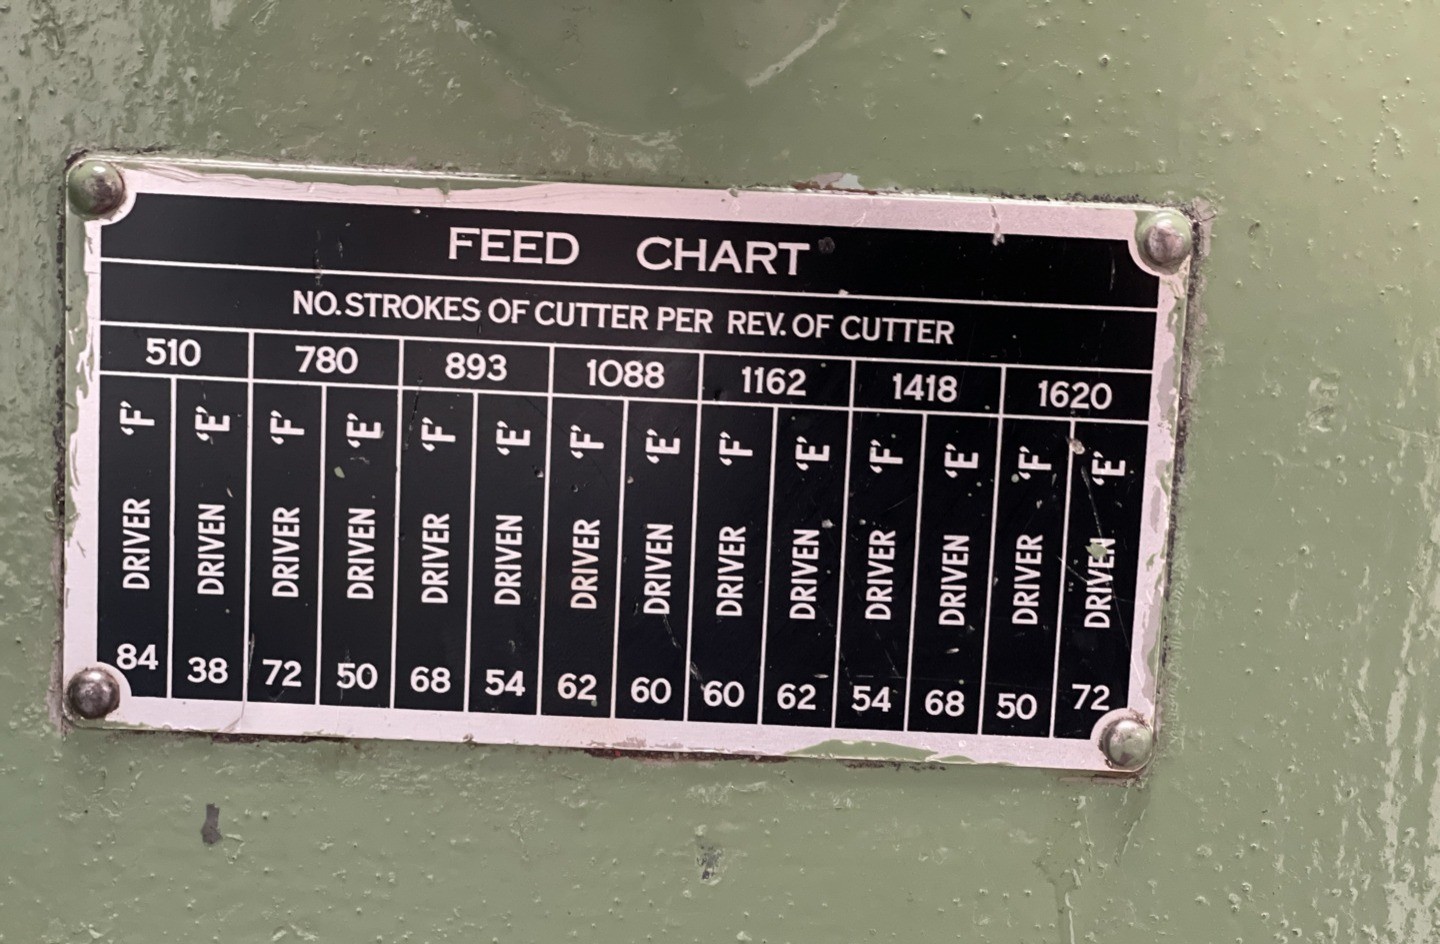 FEED CHART
NO. STROKES OF CUTTER PER REV. OF CUTTER
510 780 893 1088 1162 1418 1620
'F' 'E' 'F' 'E' 'F' 'E' 'F' 'E' 'F' 'E' 'F' 'E' 'F' 'E'
DRIVER DRIVEN DRIVER DRIVEN DRIVER DRIVEN DRIVER DRIVEN DRIVER DRIVEN DRIVER DRIVEN DRIVER DRIVEN
84 38 72 50 68 54 62 60 60 62 54 68 50 72